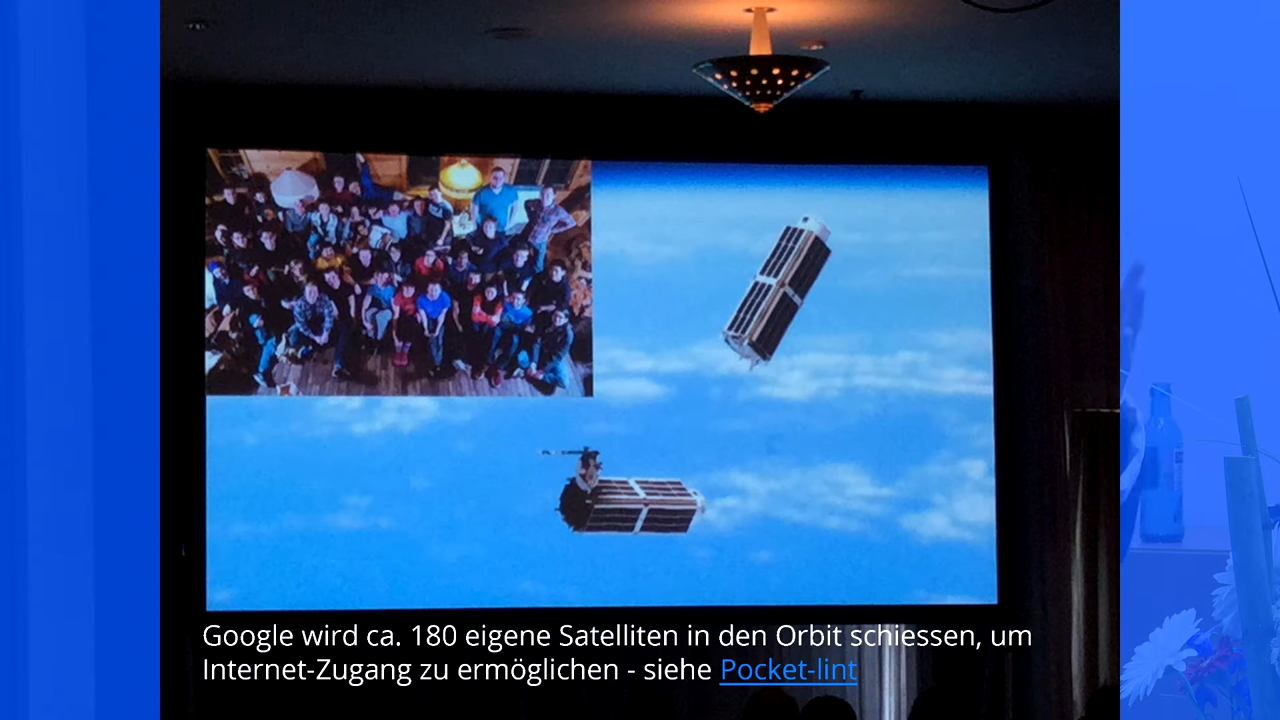 Google wird ca. 180 eigene Satelliten in den Orbit schiessen, um
Internet-Zugang zu ermöglichen - siehe Pocket-lint